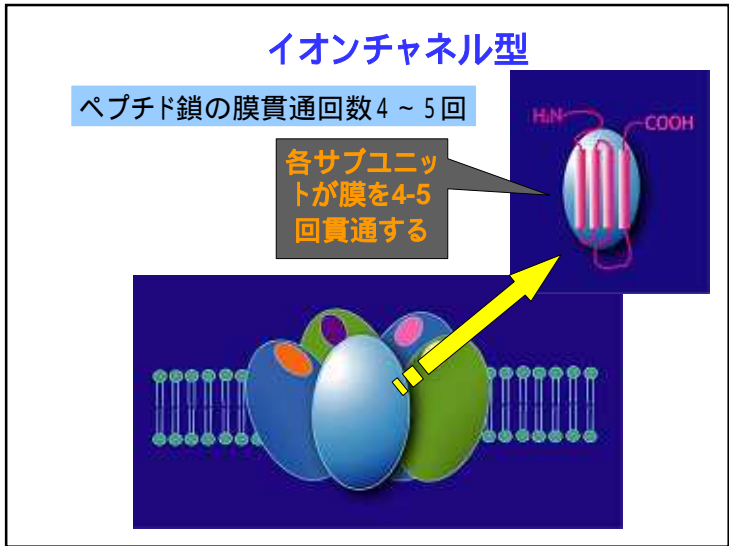 イオンチャネル型
ペプチド鎖の膜貫通回数4~5回
各サブユニッ
トが膜を4-5
回貫通する
H₂N
COOH